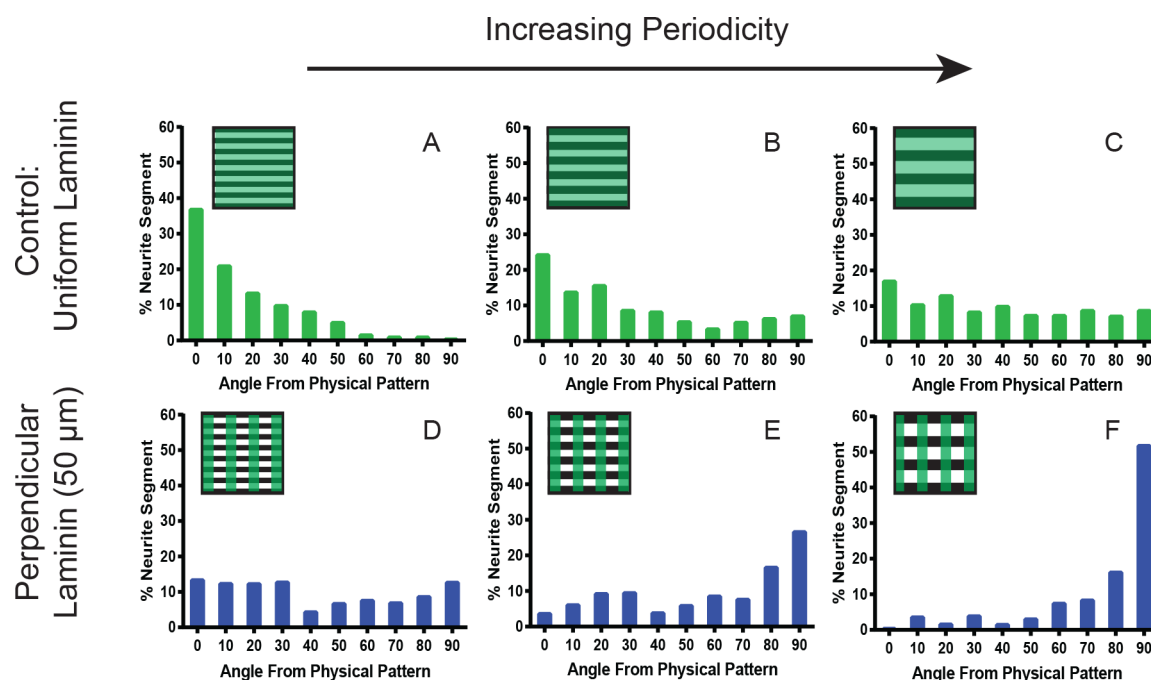 Increasing Periodicity
Control:
Uniform Laminin
A
60
50
40
30
20
10
0
% Neurite Segment
0 10 20 30 40 50 60 70 80 90
Angle From Physical Pattern
B
60
50
40
30
20
10
0
% Neurite Segment
0 10 20 30 40 50 60 70 80 90
Angle From Physical Pattern
C
60
50
40
30
20
10
0
% Neurite Segment
0 10 20 30 40 50 60 70 80 90
Angle From Physical Pattern
Perpendicular
Laminin (50 μm)
D
60
50
40
30
20
10
0
% Neurite Segment
0 10 20 30 40 50 60 70 80 90
Angle From Physical Pattern
E
60
50
40
30
20
10
0
% Neurite Segment
0 10 20 30 40 50 60 70 80 90
Angle From Physical Pattern
F
60
50
40
30
20
10
0
% Neurite Segment
0 10 20 30 40 50 60 70 80 90
Angle From Physical Pattern